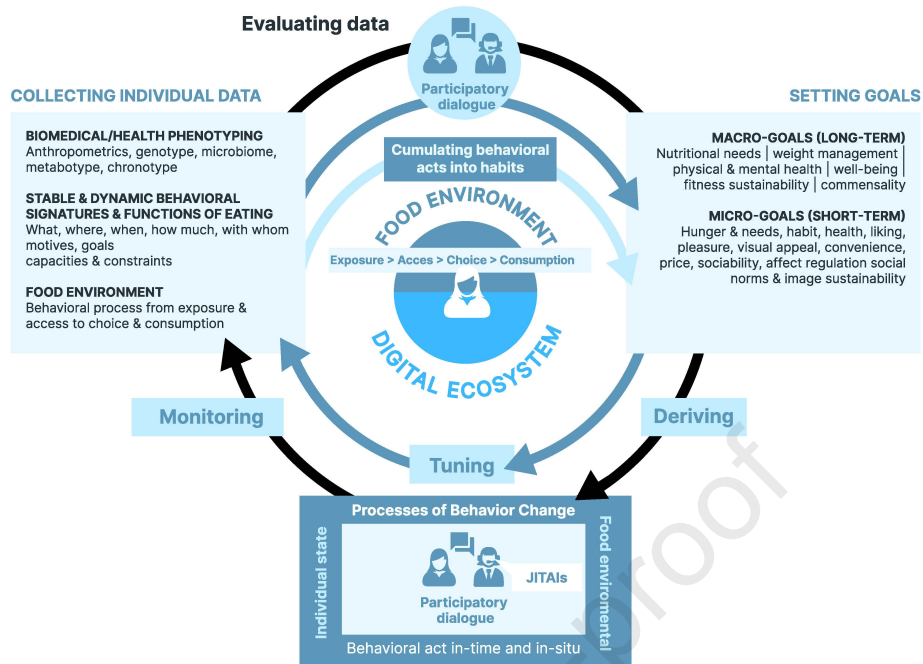 Evaluating data
Participatory
dialogue
COLLECTING INDIVIDUAL DATA
BIOMEDICAL/HEALTH PHENOTYPING
Anthropometrics, genotype, microbiome,
metabotype, chronotype
STABLE & DYNAMIC BEHAVIORAL
SIGNATURES & FUNCTIONS OF EATING
What, where, when, how much, with whom
motives, goals
capacities & constraints
FOOD ENVIRONMENT
Behavioral process from exposure &
access to choice & consumption
SETTING GOALS
MACRO-GOALS (LONG-TERM)
Nutritional needs | weight management |
physical & mental health | well-being |
fitness sustainability | commensality
MICRO-GOALS (SHORT-TERM)
Hunger & needs, habit, health, liking,
pleasure, visual appeal, convenience,
price, sociability, affect regulation social
norms & image sustainability
Cumulating behavioral
acts into habits
FOOD ENVIRONMENT
Exposure > Acces > Choice > Consumption
DIGITAL ECOSYSTEM
Monitoring
Tuning
Deriving
Processes of Behavior Change
Individual state
Participatory
dialogue
JITAIs
Food enviromental
Behavioral act in-time and in-situ
proof